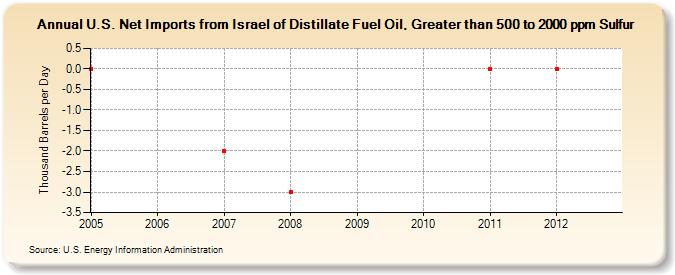 Annual U.S. Net Imports from Israel of Distillate Fuel Oil, Greater than 500 to 2000 ppm Sulfur
Thousand Barrels per Day
0.5
0.0
-0.5
-1.0
-1.5
-2.0
-2.5
-3.0
-3.5
2005 2006 2007 2008 2009 2010 2011 2012
Source: U.S. Energy Information Administration